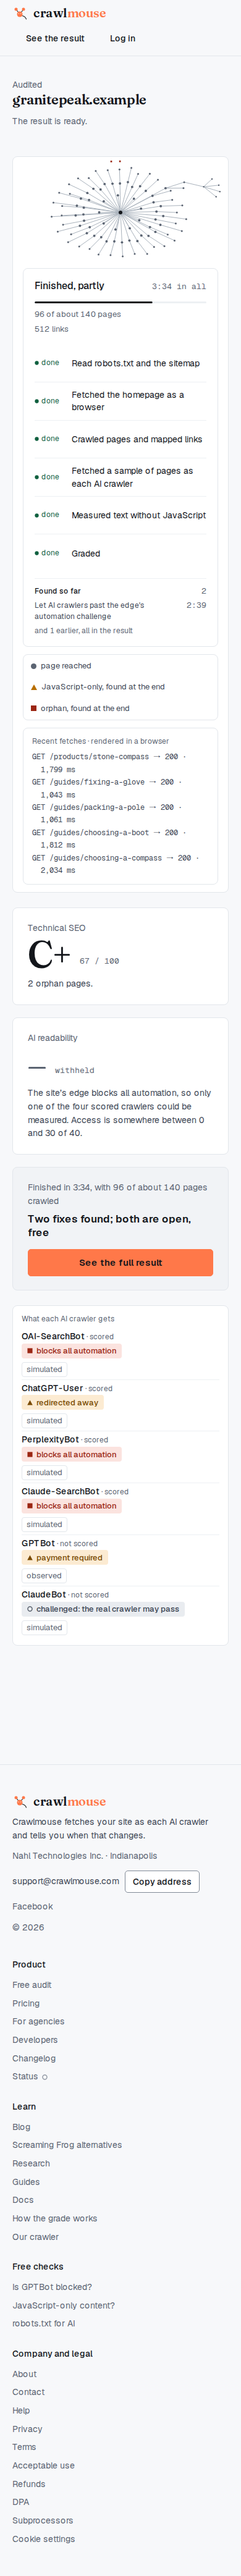 crawlmouse
See the result Log in
Audited
granitepeak.example
The result is ready.
Finished, partly 3:34 in all
96 of about 140 pages
512 links
done Read robots.txt and the sitemap
done Fetched the homepage as a
browser
done Crawled pages and mapped links
done Fetched a sample of pages as
each AI crawler
done Measured text without JavaScript
done Graded
Found so far 2
Let AI crawlers past the edge's 2:39
automation challenge
and 1 earlier, all in the result
page reached
JavaScript-only, found at the end
orphan, found at the end
Recent fetches · rendered in a browser
GET /products/stone-compass → 200 ·
1,799 ms
GET /guides/fixing-a-glove → 200 ·
1,043 ms
GET /guides/packing-a-pole → 200 ·
1,061 ms
GET /guides/choosing-a-boot → 200 ·
1,812 ms
GET /guides/choosing-a-compass → 200 ·
2,034 ms
Technical SEO
C+ 67 / 100
2 orphan pages.
AI readability
— withheld
The site's edge blocks all automation, so only
one of the four scored crawlers could be
measured. Access is somewhere between 0
and 30 of 40.
Finished in 3:34, with 96 of about 140 pages
crawled
Two fixes found; both are open,
free
See the full result
What each AI crawler gets
OAI-SearchBot · scored
blocks all automation
simulated
ChatGPT-User · scored
redirected away
simulated
PerplexityBot · scored
blocks all automation
simulated
Claude-SearchBot · scored
blocks all automation
simulated
GPTBot · not scored
payment required
observed
ClaudeBot · not scored
challenged: the real crawler may pass
simulated
crawlmouse
Crawlmouse fetches your site as each AI crawler
and tells you when that changes.
Nahl Technologies Inc. · Indianapolis
support@crawlmouse.com Copy address
Facebook
© 2026
Product
Free audit
Pricing
For agencies
Developers
Changelog
Status
Learn
Blog
Screaming Frog alternatives
Research
Guides
Docs
How the grade works
Our crawler
Free checks
Is GPTBot blocked?
JavaScript-only content?
robots.txt for AI
Company and legal
About
Contact
Help
Privacy
Terms
Acceptable use
Refunds
DPA
Subprocessors
Cookie settings